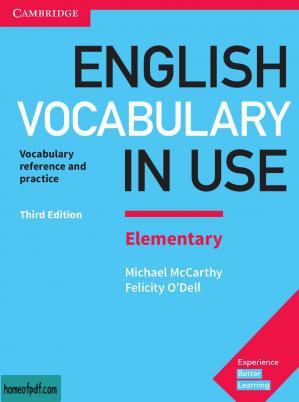 CAMBRIDGE
ENGLISH
VOCABULARY
IN USE
Vocabulary
reference and
practice
Third Edition
Elementary
Michael McCarthy
Felicity O'Dell
Experience
Better
Learning
homeofpdf.com